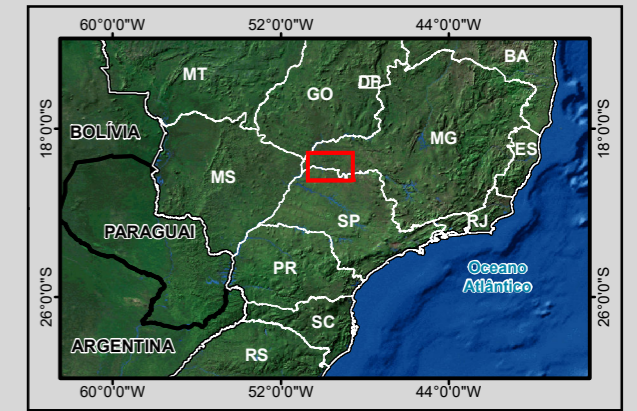 60°0'0"W 52°0'0"W 44°0'0"W
BA
MT
DF
GO
18°0'0"S
BOLÍVIA
MG
18°0'0"S
ES
MS
SP
RJ
PARAGUAI
PR
Oceano
Atlântico
26°0'0"S
SC
26°0'0"S
ARGENTINA
RS
60°0'0"W 52°0'0"W 44°0'0"W